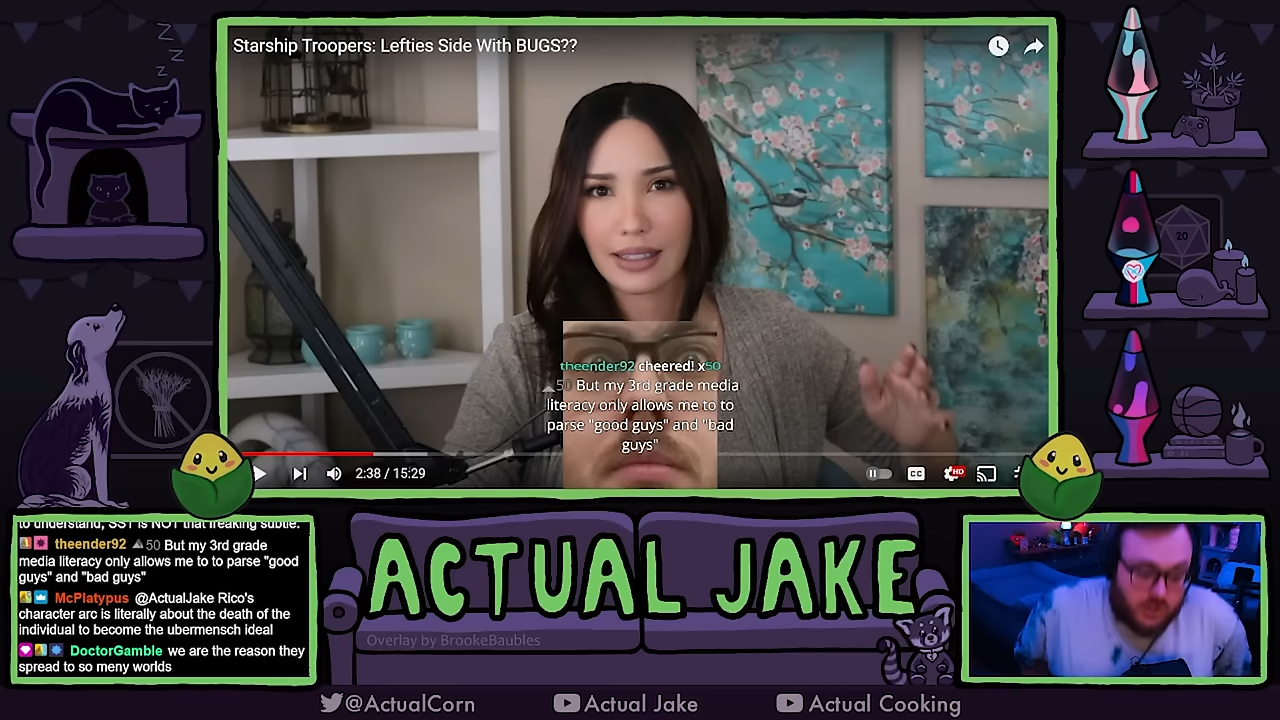 Starship Troopers: Lefties Side With BUGS??
theender92 cheered! x50
50 But my 3rd grade media
literacy only allows me to to
parse "good guys" and "bad
guys"
2:38 / 15:29
CC
HD
20
to understand, SST is NOT that freaking subtle.
theender92 50 But my 3rd grade
media literacy only allows me to to parse "good
guys" and "bad guys"
McPlatypus @ActualJake Rico's
character arc is literally about the death of the
individual to become the ubermensch ideal
DoctorGamble we are the reason they
spread to so meny worlds
ACTUAL JAKE
Overlay by BrookeBaubles
@ActualCorn Actual Jake Actual Cooking